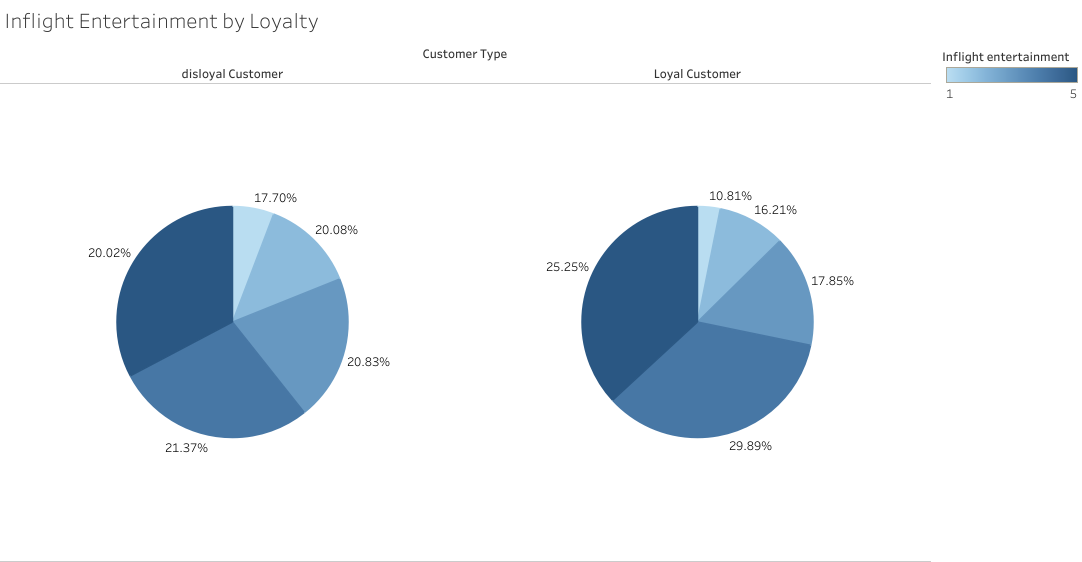 Inflight Entertainment by Loyalty
Customer Type
disloyal Customer
Loyal Customer
Inflight entertainment
1
5
17.70%
20.08%
20.02%
20.83%
21.37%
10.81%
16.21%
25.25%
17.85%
29.89%